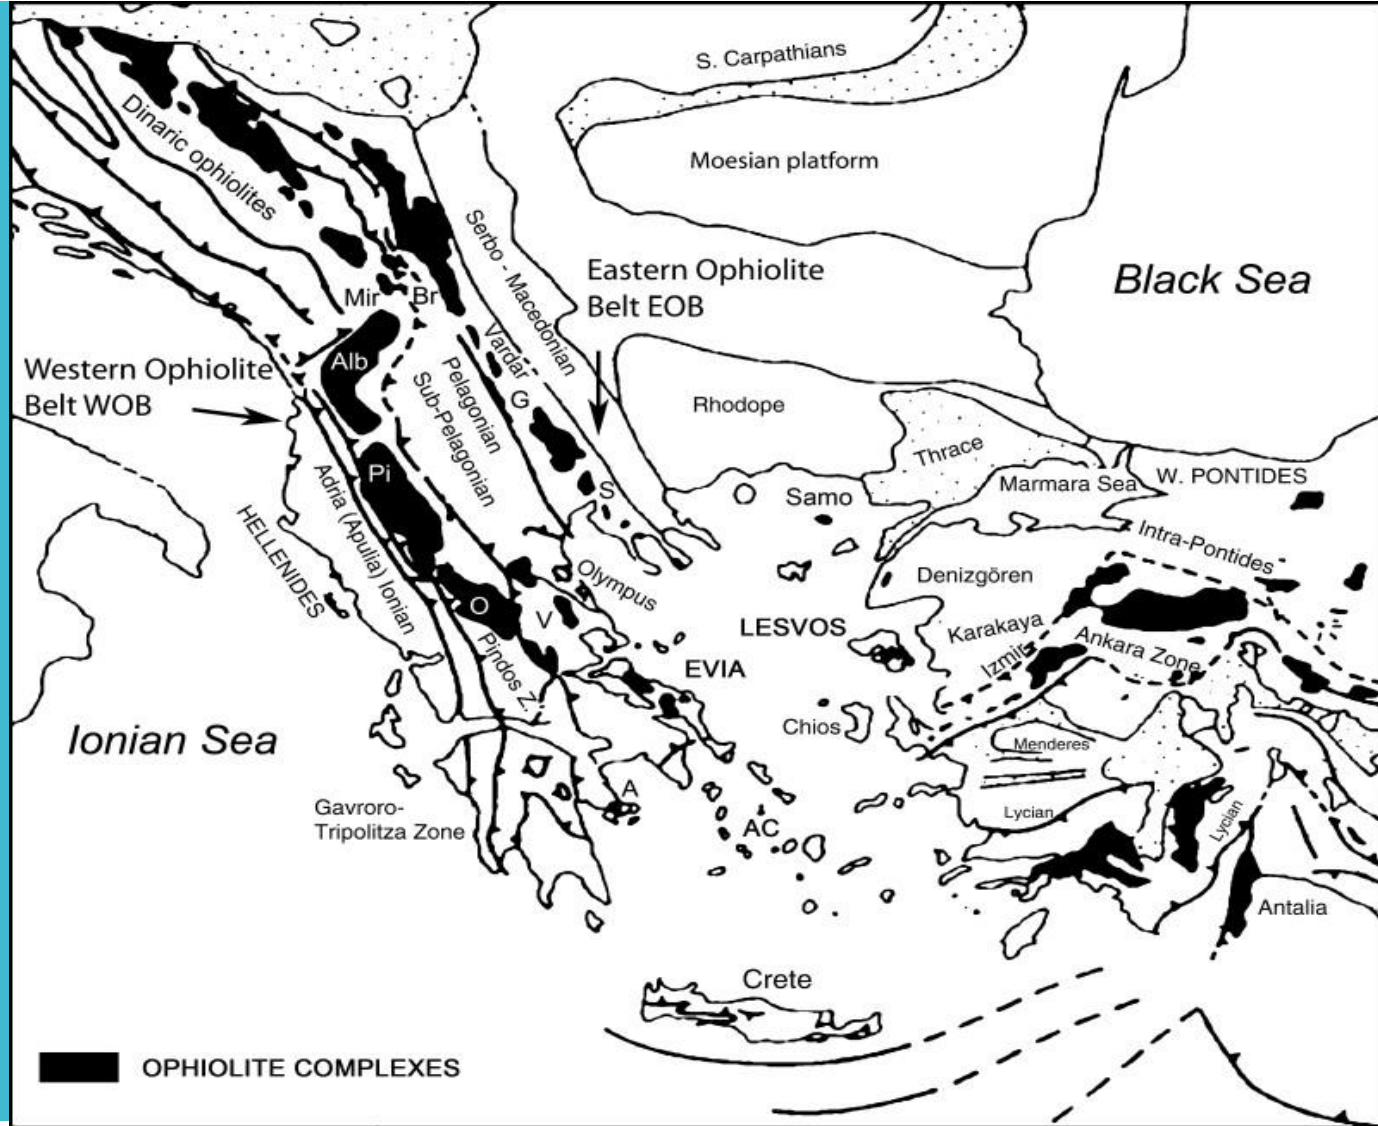 S. Carpathians
Dinaric ophiolites
Moesian platform
Serbo - Macedonian
Eastern Ophiolite
Belt EOB
Black Sea
Mir
Br
Vardar
Western Ophiolite
Belt WOB
Alb
Pelagonian
Sub-Pelagonian
G
Rhodope
Thrace
Pi
S
Samo
Marmara Sea
W. PONTIDES
Adria (Apulia) Ionian
HELLENIDES
Intra-Pontides
Olympus
Denizgören
O
V
LESVOS
Karakaya
Izmir
Ankara Zone
Pindos Z.
EVIA
Ionian Sea
Chios
Menderes
Gavroro-
Tripolitza Zone
A
AC
Lycian
Lycian
Antalia
Crete
OPHIOLITE COMPLEXES